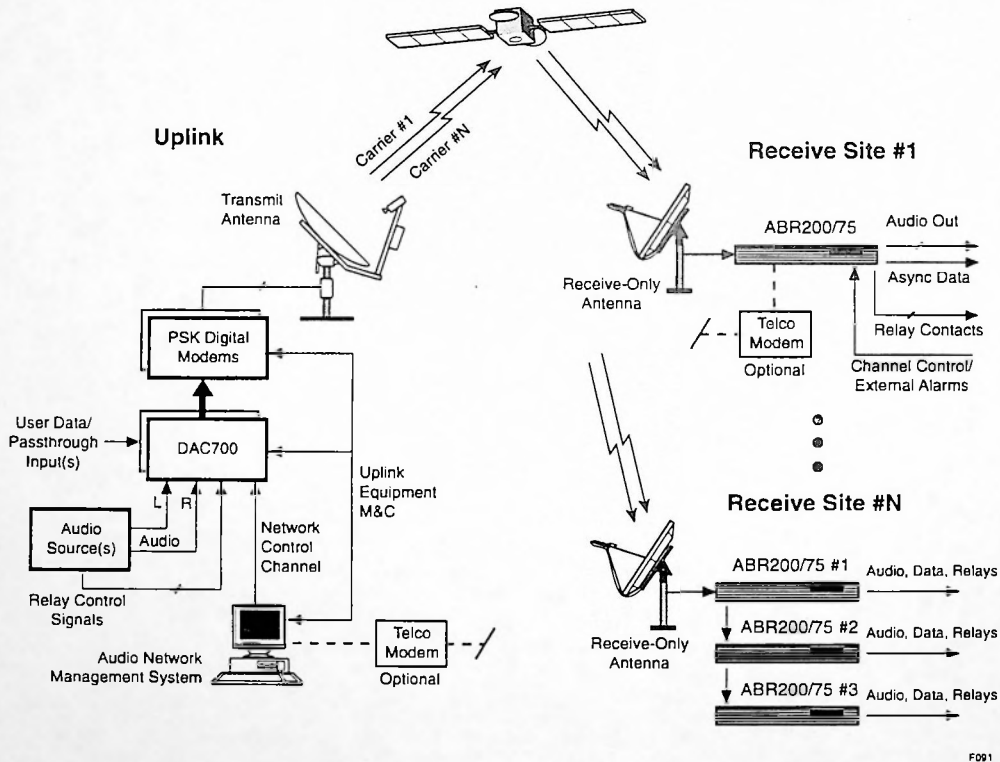 Uplink
Carrier #1
Carrier #N
Transmit
Antenna
PSK Digital
Modems
User Data/
Passthrough
Input(s)
DAC700
L
R
Audio
Source(s)
Audio
Relay Control
Signals
Network
Control
Channel
Uplink
Equipment
M&C
Audio Network
Management System
Telco
Modem
Optional
Receive Site #1
ABR200/75
Audio Out
Async Data
Relay Contacts
Channel Control/
External Alarms
Receive-Only
Antenna
Telco
Modem
Optional
Receive Site #N
ABR200/75 #1
Audio, Data, Relays
ABR200/75 #2
Audio, Data, Relays
ABR200/75 #3
Audio, Data, Relays
Receive-Only
Antenna
F091